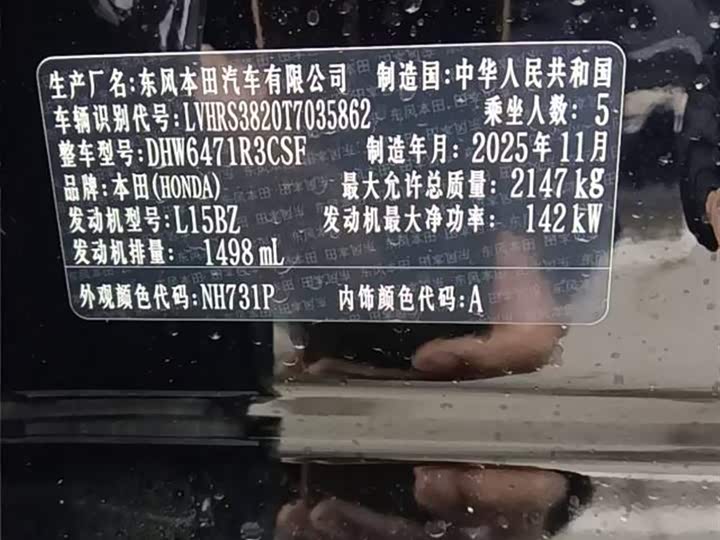 生产厂名:东风本田汽车有限公司 制造国:中华人民共和国
车辆识别代号:LVHRS3820T7035862 乘坐人数: 5
整车型号:DHW6471R3CSF 制造年月: 2025年11月
品牌:本田(HONDA) 最大允许总质量: 2147kg
发动机型号:L15BZ 发动机最大净功率: 142kW
发动机排量: 1498mL
外观颜色代码:NH731P 内饰颜色代码:A